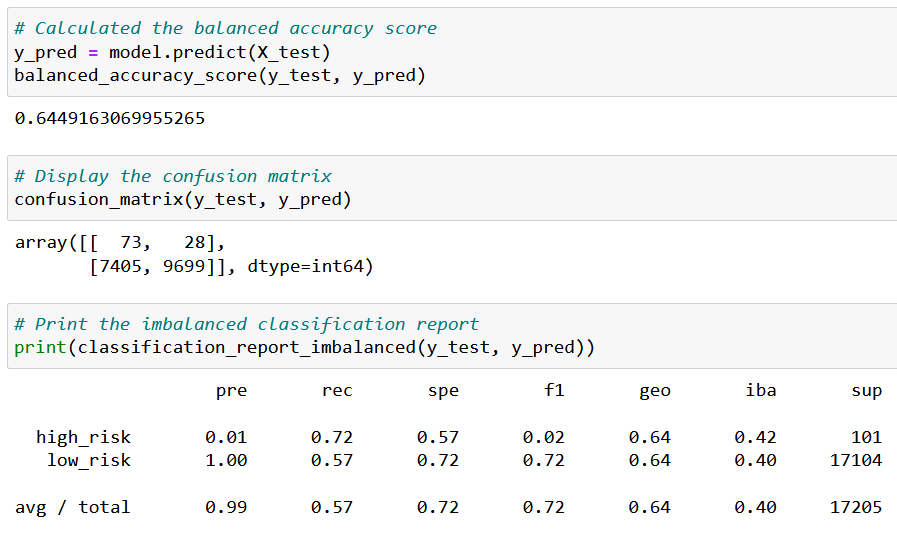 # Calculated the balanced accuracy score
y_pred = model.predict(X_test)
balanced_accuracy_score(y_test, y_pred)
0.6449163069955265
# Display the confusion matrix
confusion_matrix(y_test, y_pred)
array([[  73,   28],
       [7405, 9699]], dtype=int64)
# Print the imbalanced classification report
print(classification_report_imbalanced(y_test, y_pred))
pre rec spe f1 geo iba sup
high_risk 0.01 0.72 0.57 0.02 0.64 0.42 101
low_risk 1.00 0.57 0.72 0.72 0.64 0.40 17104
avg / total 0.99 0.57 0.72 0.72 0.64 0.40 17205